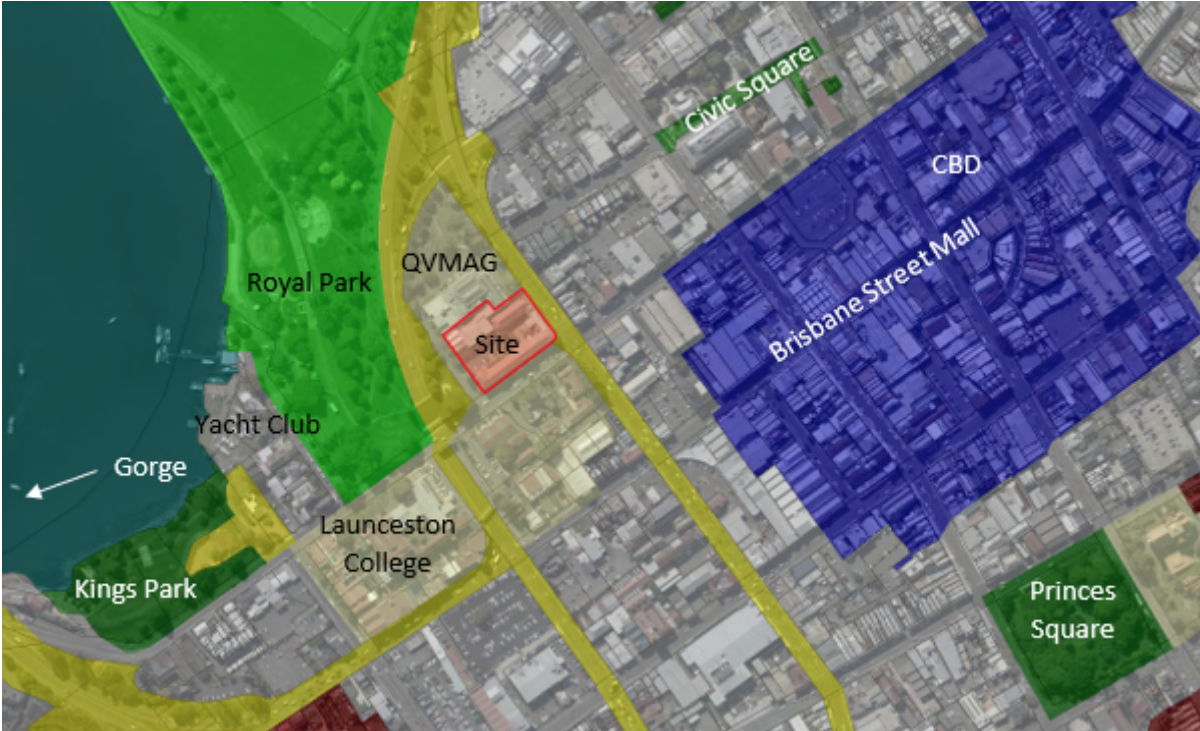 Civic Square
CBD
QVMAG
Royal Park
Brisbane Street Mall
Site
Yacht Club
Gorge
Launceston
College
Kings Park
Princes
Square